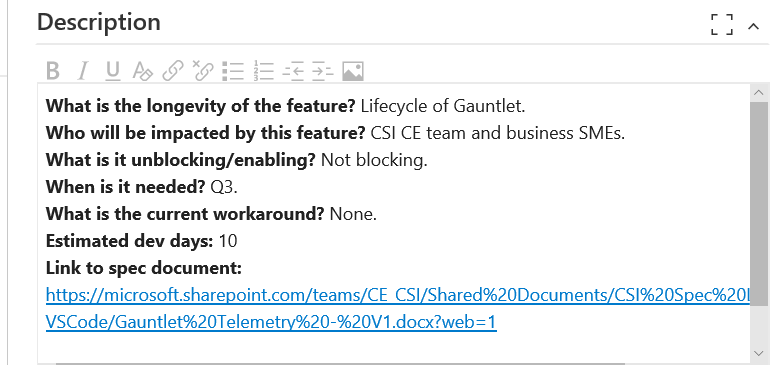 Description
B I U
What is the longevity of the feature? Lifecycle of Gauntlet.
Who will be impacted by this feature? CSI CE team and business SMEs.
What is it unblocking/enabling? Not blocking.
When is it needed? Q3.
What is the current workaround? None.
Estimated dev days: 10
Link to spec document:
https://microsoft.sharepoint.com/teams/CE_CSI/Shared%20Documents/CSI%20Spec%20
VSCode/Gauntlet%20Telemetry%20-%20V1.docx?web=1